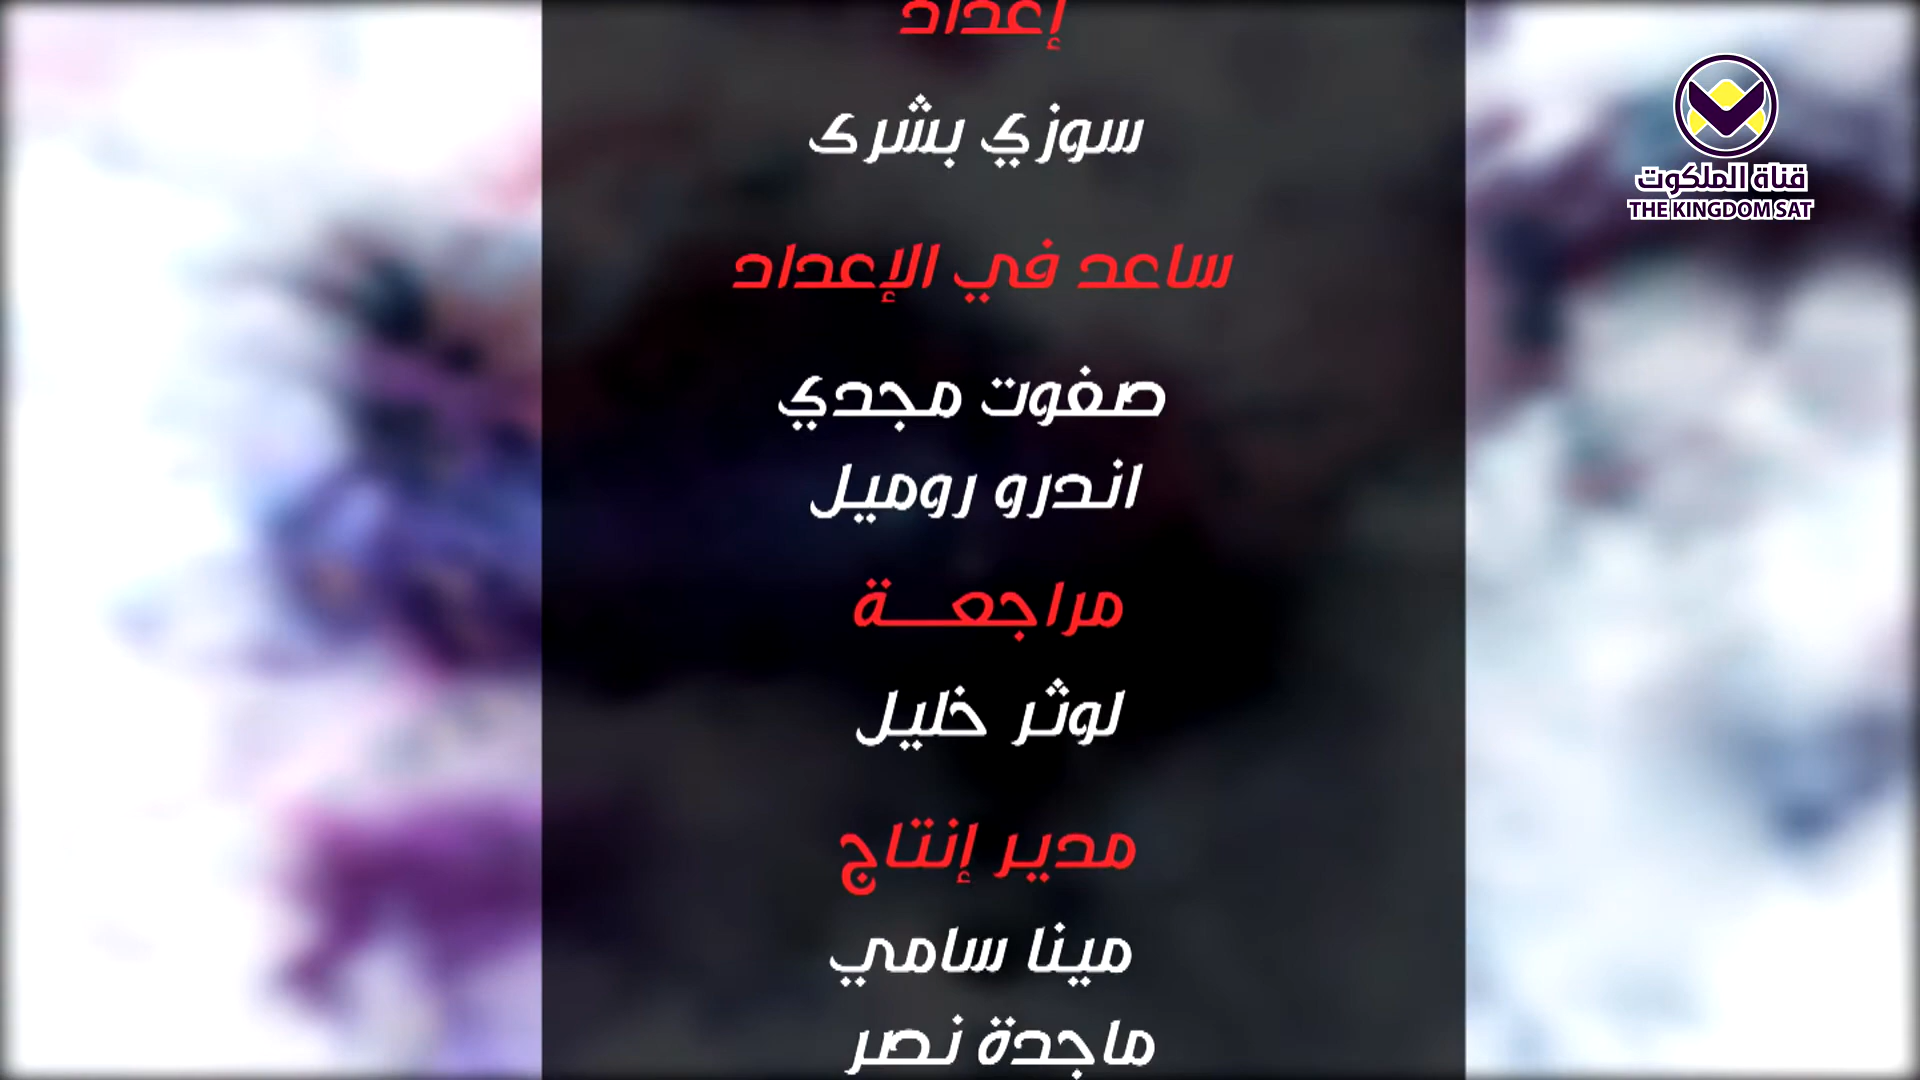 إعداد
سوزي بشرى
ساعد في الإعداد
صفوت مجدي
اندرو روميل
مراجعـــة
لوثر خليل
مدير إنتاج
مينا سامي
ماجدة نصر
قناة الملكوت
THE KINGDOM SAT